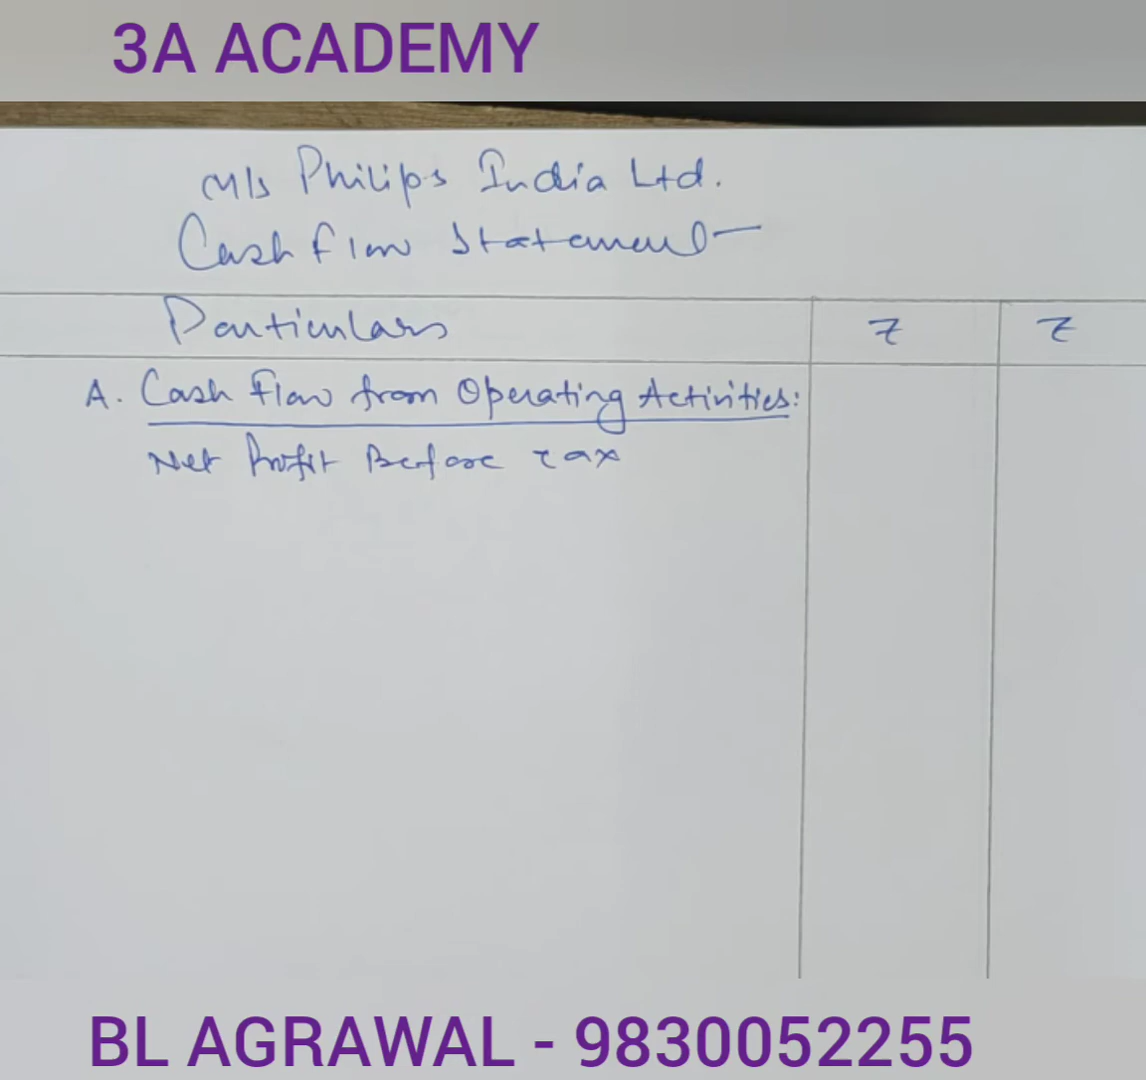 3A ACADEMY
M/s Philips India Ltd.
Cash Flow Statement
Particulars ₹ ₹
A. Cash Flow from Operating Activities:
Net Profit Before Tax
BL AGRAWAL - 9830052255